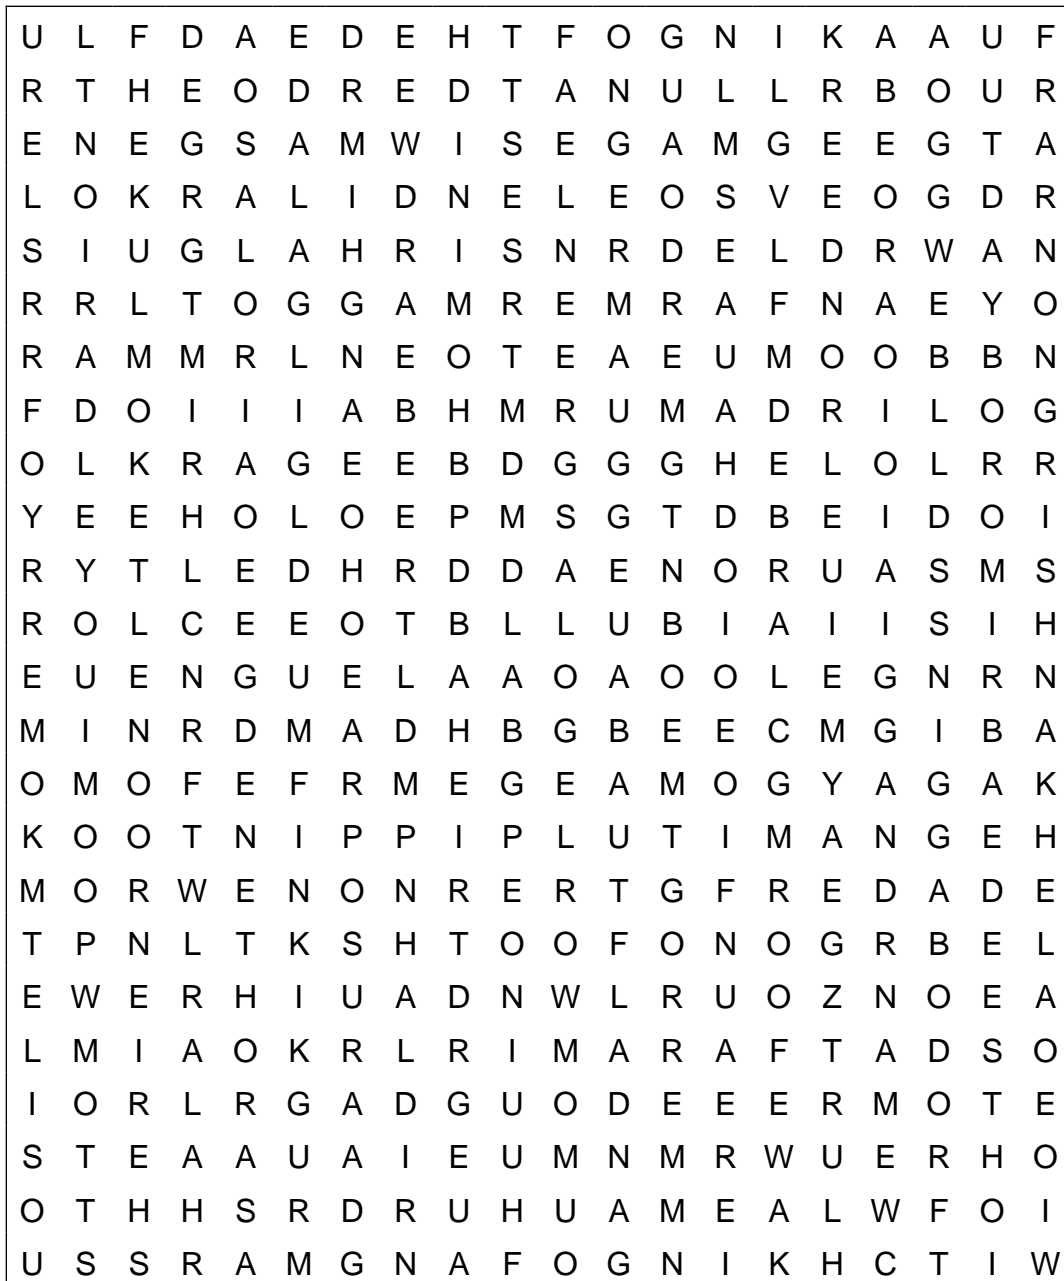 U L F D A E D E H T F O G N I K A A U F
R T H E O D R E D T A N U L L R B O U R
E N E G S A M W I S E G A M G E E G T A
L O K R A L I D N E L E O S V E O G D R
S I U G L A H R I S N R D E L D R W A N
R R L T O G G A M R E M R A F N A E Y O
R A M M R L N E O T E A E U M O O B B N
F D O I I I A B H M R U M A D R I L O G
O L K R A G E E B D G G G H E L O L R R
Y E E H O L O E P M S G T D B E I D O I
R Y T L E D H R D D A E N O R U A S M S
R O L C E E O T B L L U B I A I I S I H
E U E N G U E L A A O A O O L E G N R N
M I N R D M A D H B G B E E C M G I B A
O M O F E F R M E G E A M O G Y A G A K
K O O T N I P P I P L U T I M A N G E H
M O R W E N O N R E R T G F R E D A D E
T P N L T K S H T O O F O N O G R B E L
E W E R H I U A D N W L R U O Z N O E A
L M I A O K R L R I M A R A F T A D S O
I O R L R G A D G U O D E E E R M O T E
S T E A A U A I E U M N M R W U E R H O
O T H H S R D R U H U A M E A L W F O I
U S S R A M G N A F O G N I K H C T I W